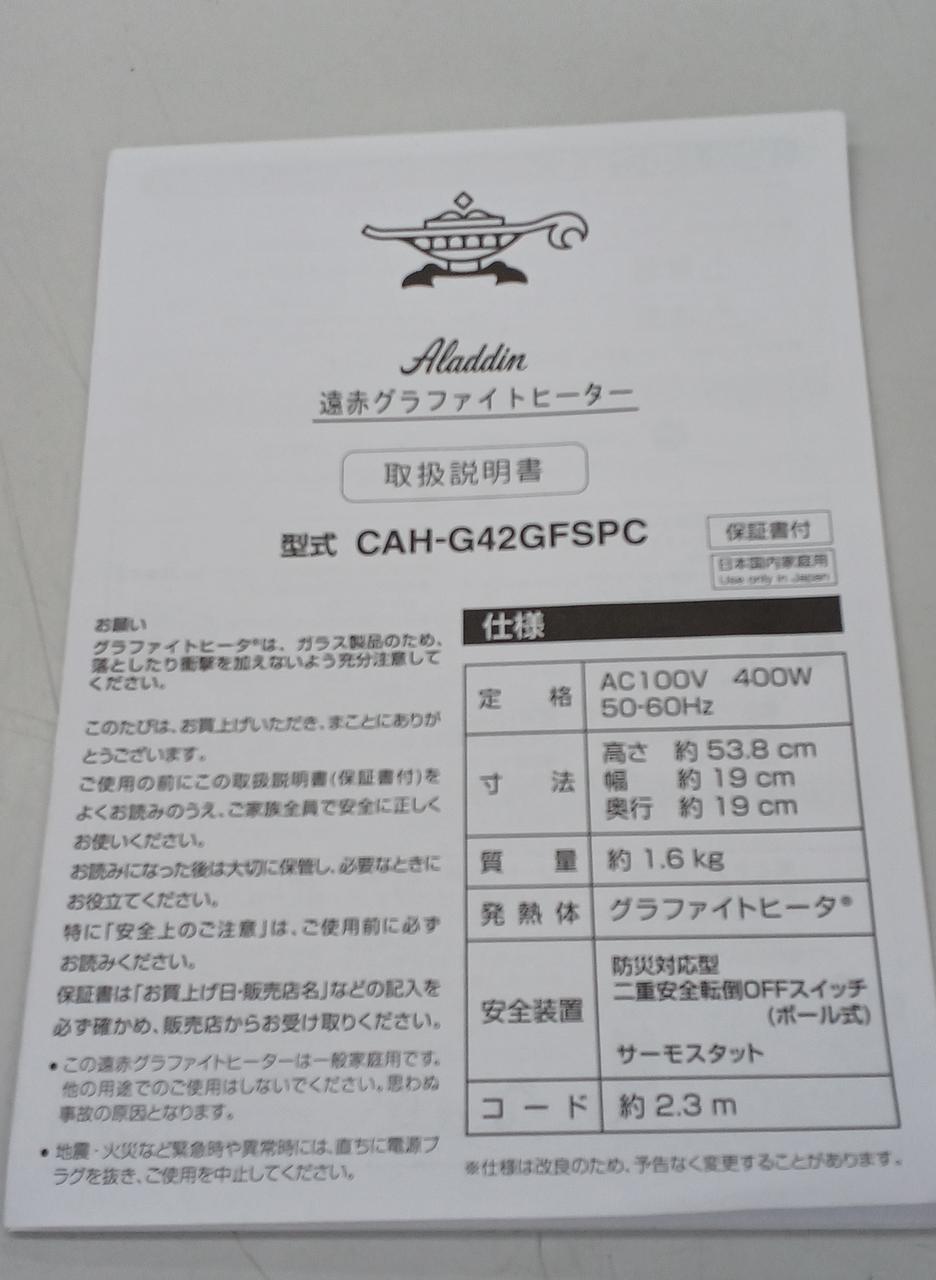 Aladdin
遠赤グラファイトヒーター
取扱説明書
型式 CAH-G42GFSPC
保証書付
日本国内家庭用
Use only in Japan
お願い
グラファイトヒータ®は、ガラス製品のため、
落としたり衝撃を加えないよう充分注意して
ください。
このたびは、お買上げいただき、まことにありが
とうございます。
ご使用の前にこの取扱説明書(保証書付)を
よくお読みのうえ、ご家族全員で安全に正しく
お使いください。
お読みになった後は大切に保管し、必要なときに
お役立てください。
特に「安全上のご注意」は、ご使用前に必ず
お読みください。
保証書は「お買上げ日・販売店名」などの記入を
必ず確かめ、販売店からお受け取りください。
•この遠赤グラファイトヒーターは一般家庭用です。
他の用途でのご使用はしないでください。思わぬ
事故の原因となります。
•地震・火災など緊急時や異常時には、直ちに電源プ
ラグを抜き、ご使用を中止してください。
仕様
定格 AC100V 400W
50-60Hz
寸法 高さ 約 53.8 cm
幅 約 19 cm
奥行 約 19 cm
質量 約 1.6 kg
発熱体 グラファイトヒータ®
安全装置 防災対応型
二重安全転倒OFFスイッチ
(ボール式)
サーモスタット
コード 約 2.3 m
※仕様は改良のため、予告なく変更することがあります。